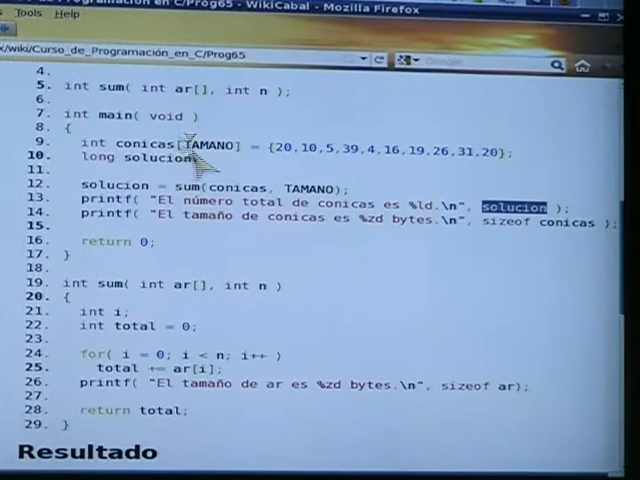 Programación en C/Prog65 - WikiCabal - Mozilla Firefox
Tools Help
x/wiki/Curso_de_Programación_en_C/Prog65
Google
4.
5. int sum( int ar[], int n );
6.
7. int main( void )
8. {
9. int conicas[TAMANO] = {20,10,5,39,4,16,19,26,31,20};
10. long solucion
11.
12. solucion = sum(conicas, TAMANO);
13. printf( "El número total de conicas es %ld.\n", solucion );
14. printf( "El tamaño de conicas es %zd bytes.\n", sizeof conicas );
15.
16. return 0;
17. }
18.
19. int sum( int ar[], int n )
20. {
21. int i;
22. int total = 0;
23.
24. for( i = 0; i < n; i++ )
25. total += ar[i];
26. printf( "El tamaño de ar es %zd bytes.\n", sizeof ar);
27.
28. return total;
29. }
Resultado